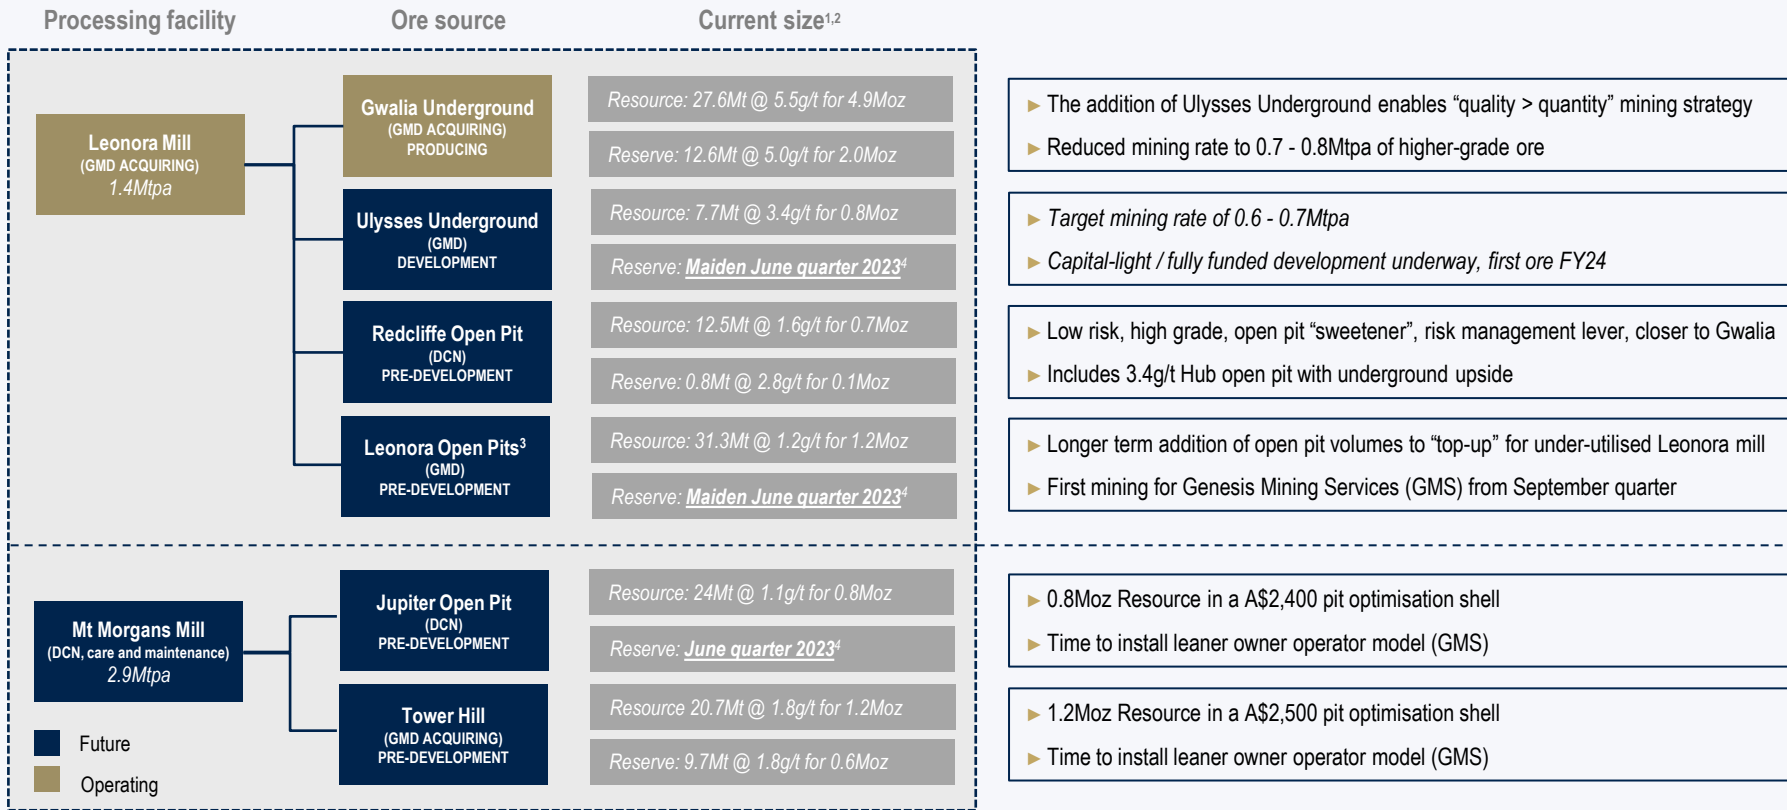 Processing facility
Ore source
Current size1,2
Leonora Mill
(GMD ACQUIRING)
1.4Mtpa
Gwalia Underground
(GMD ACQUIRING)
PRODUCING
Resource: 27.6Mt @ 5.5g/t for 4.9Moz
Reserve: 12.6Mt @ 5.0g/t for 2.0Moz
► The addition of Ulysses Underground enables “quality > quantity” mining strategy
► Reduced mining rate to 0.7 - 0.8Mtpa of higher-grade ore
Ulysses Underground
(GMD)
DEVELOPMENT
Resource: 7.7Mt @ 3.4g/t for 0.8Moz
Reserve: Maiden June quarter 2023⁴
► Target mining rate of 0.6 - 0.7Mtpa
► Capital-light / fully funded development underway, first ore FY24
Redcliffe Open Pit
(DCN)
PRE-DEVELOPMENT
Resource: 12.5Mt @ 1.6g/t for 0.7Moz
Reserve: 0.8Mt @ 2.8g/t for 0.1Moz
► Low risk, high grade, open pit “sweetener”, risk management lever, closer to Gwalia
► Includes 3.4g/t Hub open pit with underground upside
Leonora Open Pits³
(GMD)
PRE-DEVELOPMENT
Resource: 31.3Mt @ 1.2g/t for 1.2Moz
Reserve: Maiden June quarter 2023⁴
► Longer term addition of open pit volumes to “top-up” for under-utilised Leonora mill
► First mining for Genesis Mining Services (GMS) from September quarter
Mt Morgans Mill
(DCN, care and maintenance)
2.9Mtpa
Jupiter Open Pit
(DCN)
PRE-DEVELOPMENT
Resource: 24Mt @ 1.1g/t for 0.8Moz
Reserve: June quarter 2023⁴
► 0.8Moz Resource in a A$2,400 pit optimisation shell
► Time to install leaner owner operator model (GMS)
Tower Hill
(GMD ACQUIRING)
PRE-DEVELOPMENT
Resource 20.7Mt @ 1.8g/t for 1.2Moz
Reserve: 9.7Mt @ 1.8g/t for 0.6Moz
► 1.2Moz Resource in a A$2,500 pit optimisation shell
► Time to install leaner owner operator model (GMS)
Future
Operating